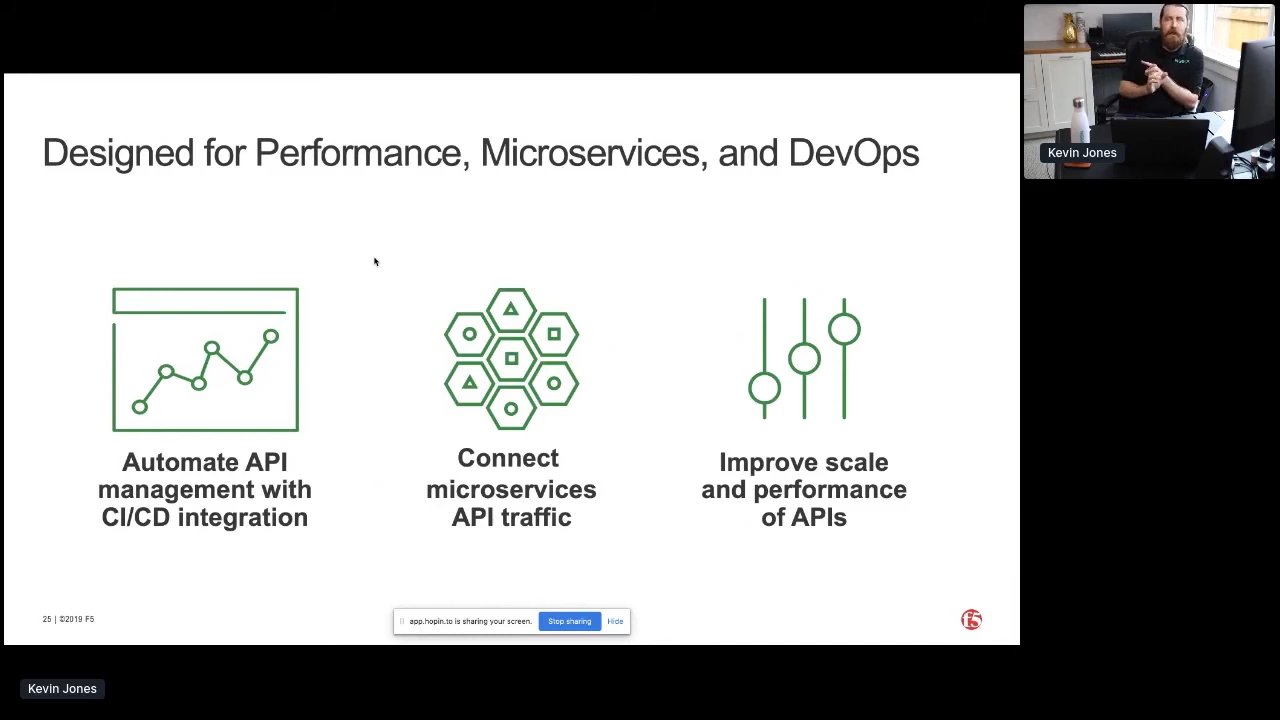 Designed for Performance, Microservices, and DevOps
Automate API
management with
CI/CD integration
Connect
microservices
API traffic
Improve scale
and performance
of APIs
25 | ©2019 F5
app.hopin.to is sharing your screen.
Stop sharing
Hide
f5
Kevin Jones
Kevin Jones